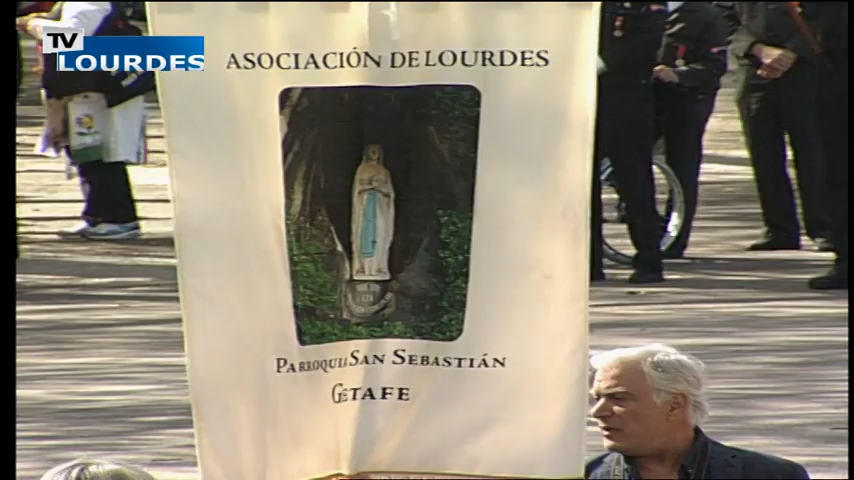 TV
LOURDES
ASOCIACIÓN DE LOURDES
PARROQUIA SAN SEBASTIÁN
GETAFE